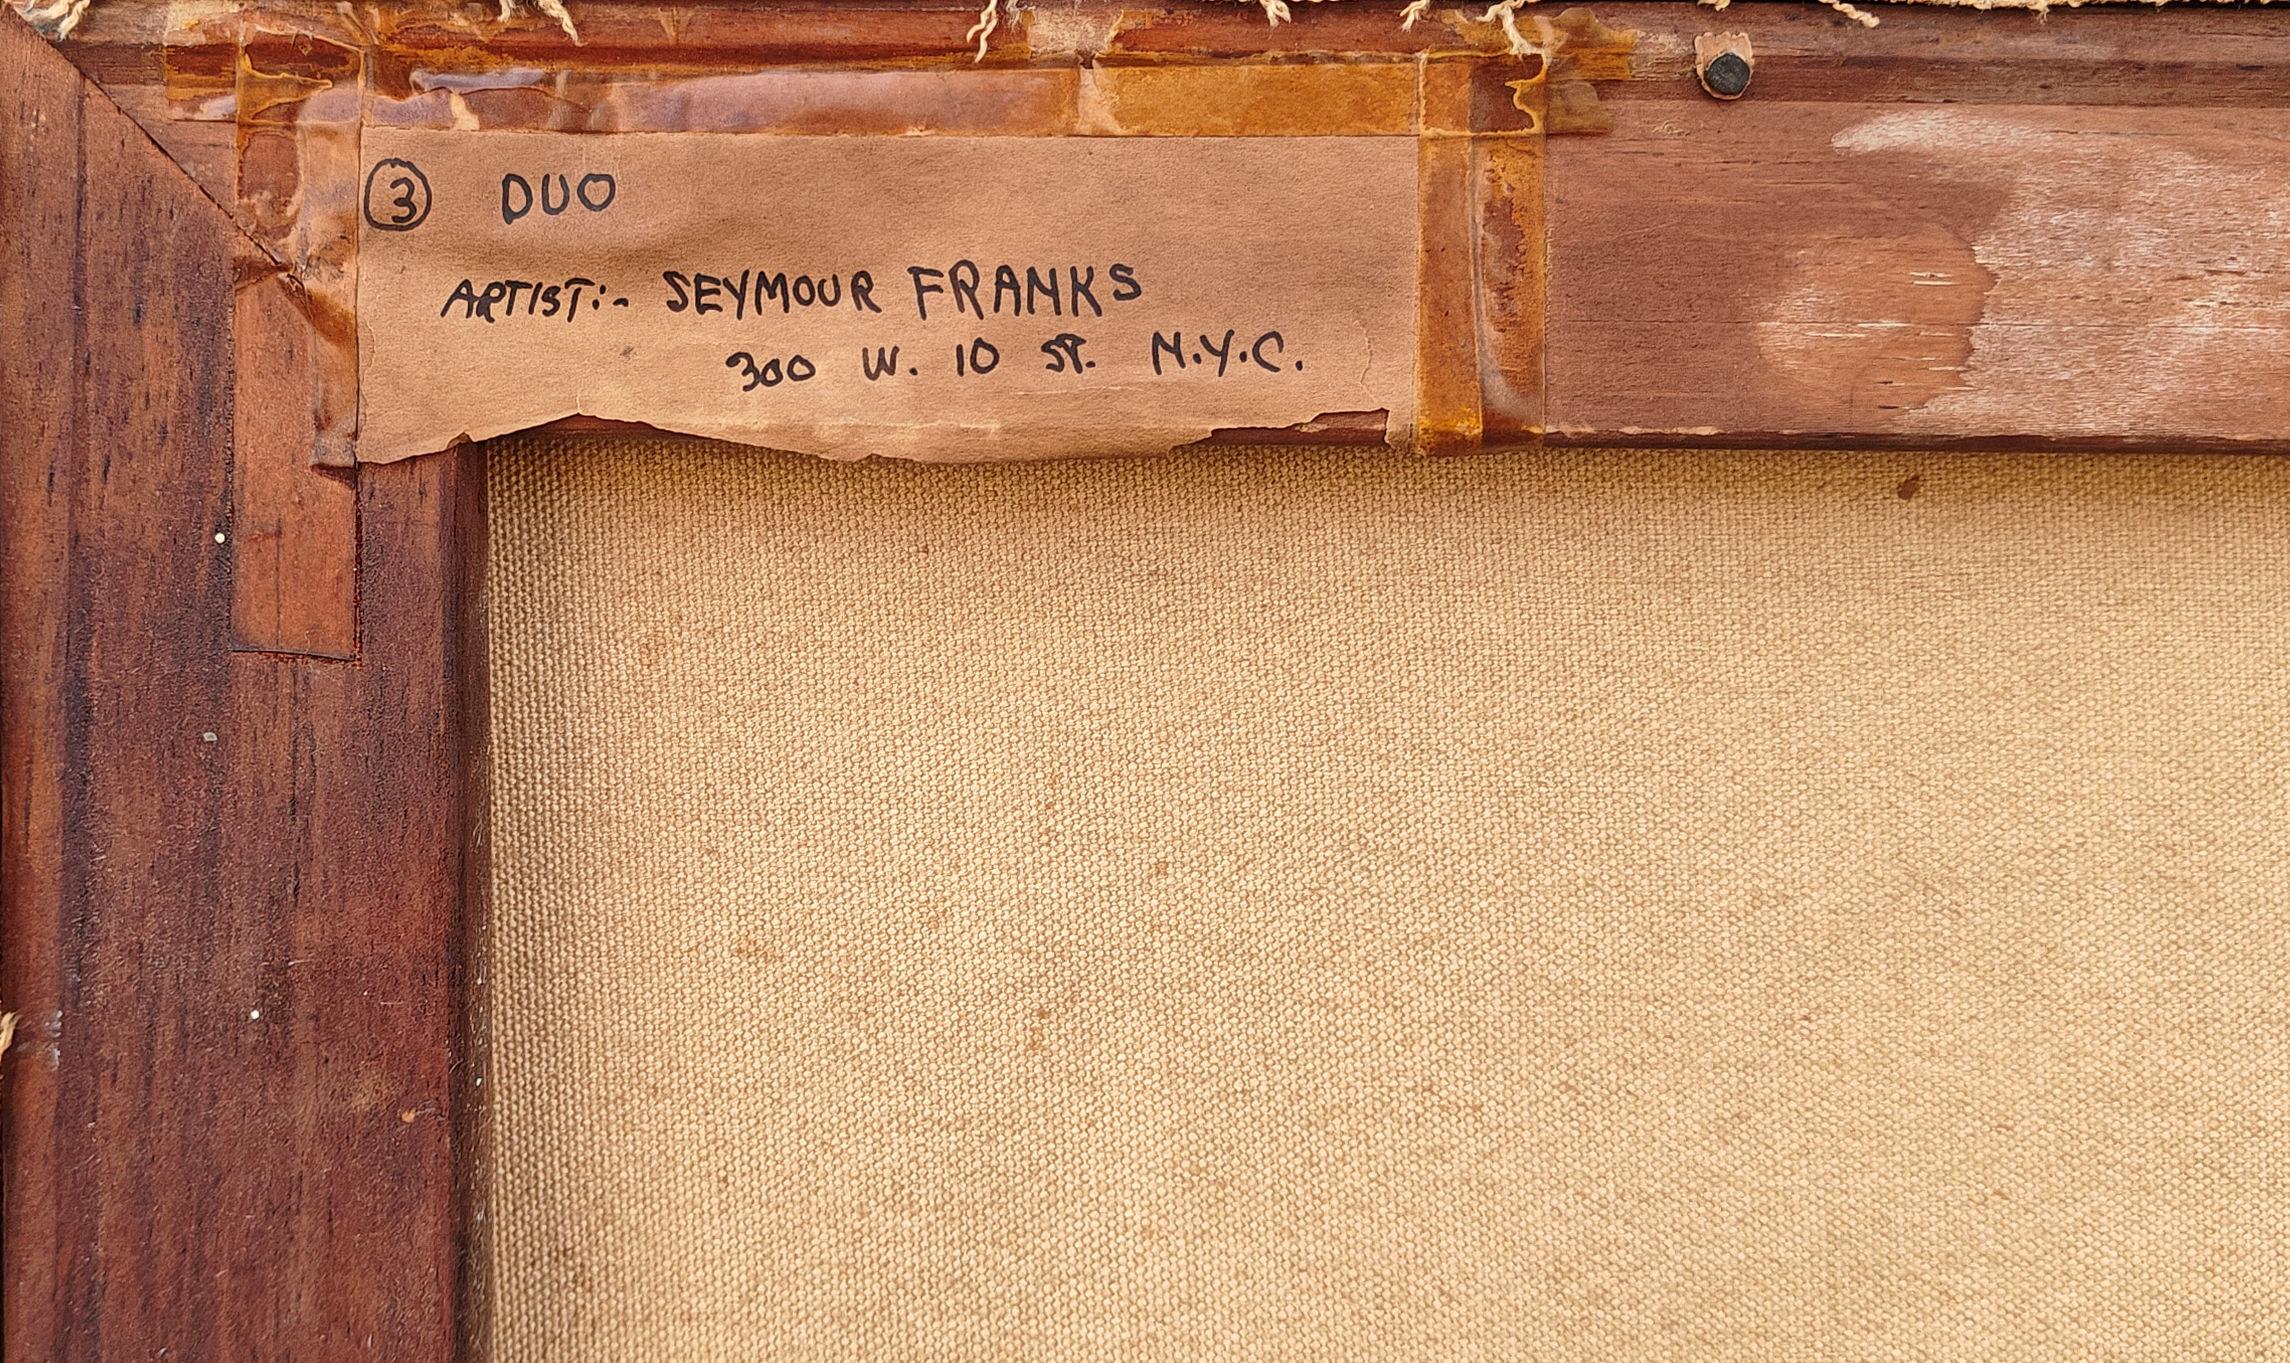 ③ DUO
ARTIST:- SEYMOUR FRANKS
300 W. 10 ST. N.Y.C.